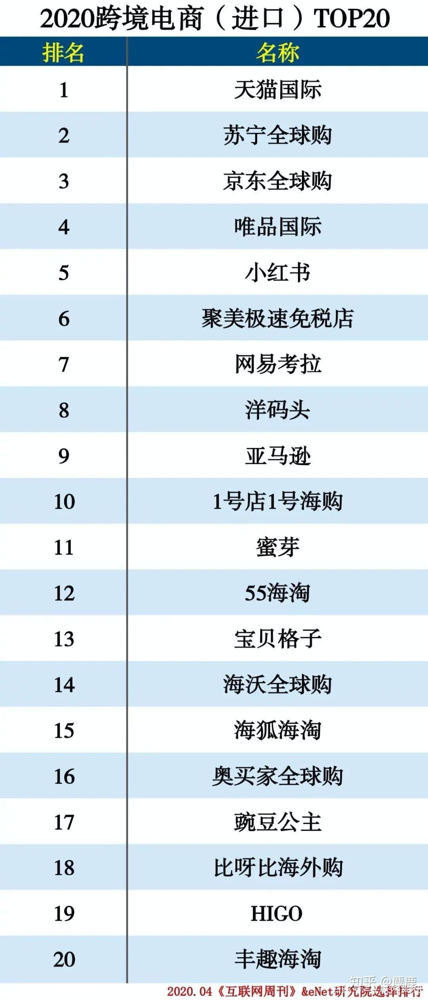 2020跨境电商（进口）TOP20
排名 名称
1 天猫国际
2 苏宁全球购
3 京东全球购
4 唯品国际
5 小红书
6 聚美极速免税店
7 网易考拉
8 洋码头
9 亚马逊
10 1号店1号海购
11 蜜芽
12 55海淘
13 宝贝格子
14 海沃全球购
15 海狐海淘
16 奥买家全球购
17 豌豆公主
18 比呀比海外购
19 HIGO
20 丰趣海淘
知乎 @麋鹿
2020.04《互联网周刊》&eNet研究院选择排行